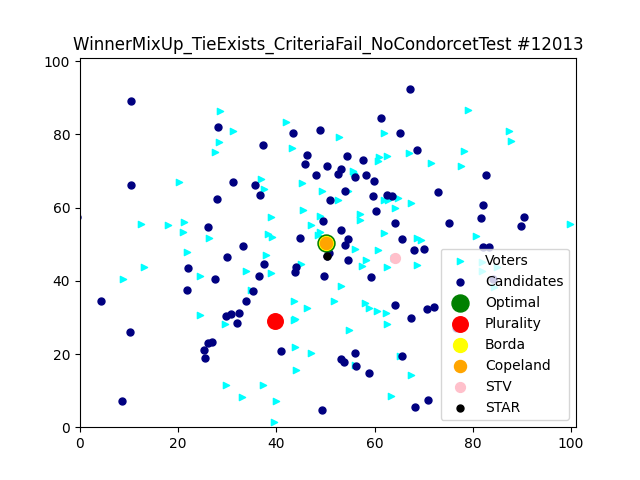 WinnerMixUp_TieExists_CriteriaFail_NoCondorcetTest #12013
100
80
60
40
20
0
0
20
40
60
80
100
Voters
Candidates
Optimal
Plurality
Borda
Copeland
STV
STAR